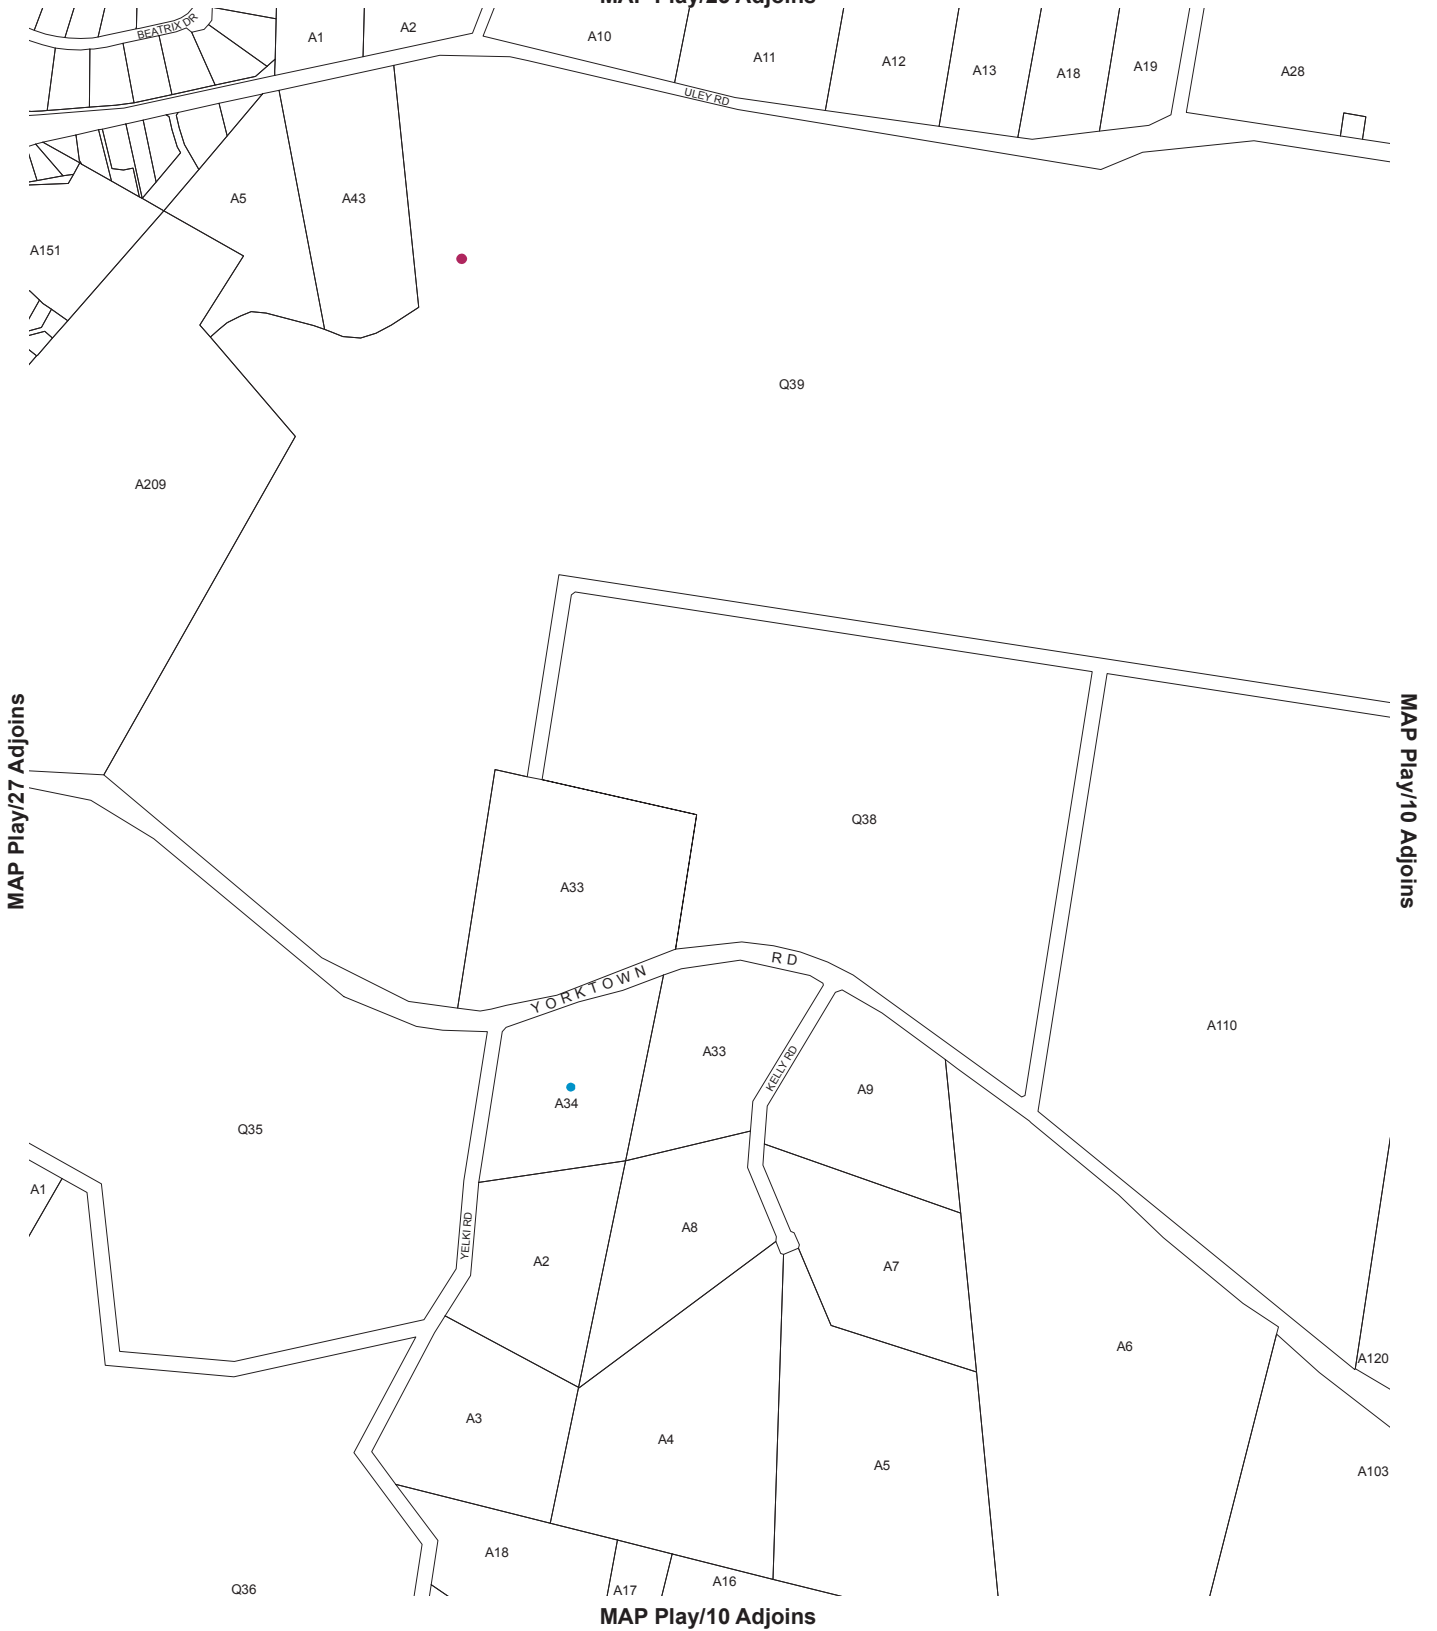 MAP Play/26 Adjoins
BEATRIX DR
A1
A2
A10
A11
A12
A13
A18
A19
A28
ULEY RD
A5
A43
A151
Q39
A209
MAP Play/27 Adjoins
MAP Play/10 Adjoins
Q38
A33
YORKTOWN RD
A110
A33
KELLY RD
A9
A34
Q35
A1
YELKI RD
A8
A2
A7
A6
A120
A3
A4
A5
A103
A18
A17
A16
Q36
MAP Play/10 Adjoins